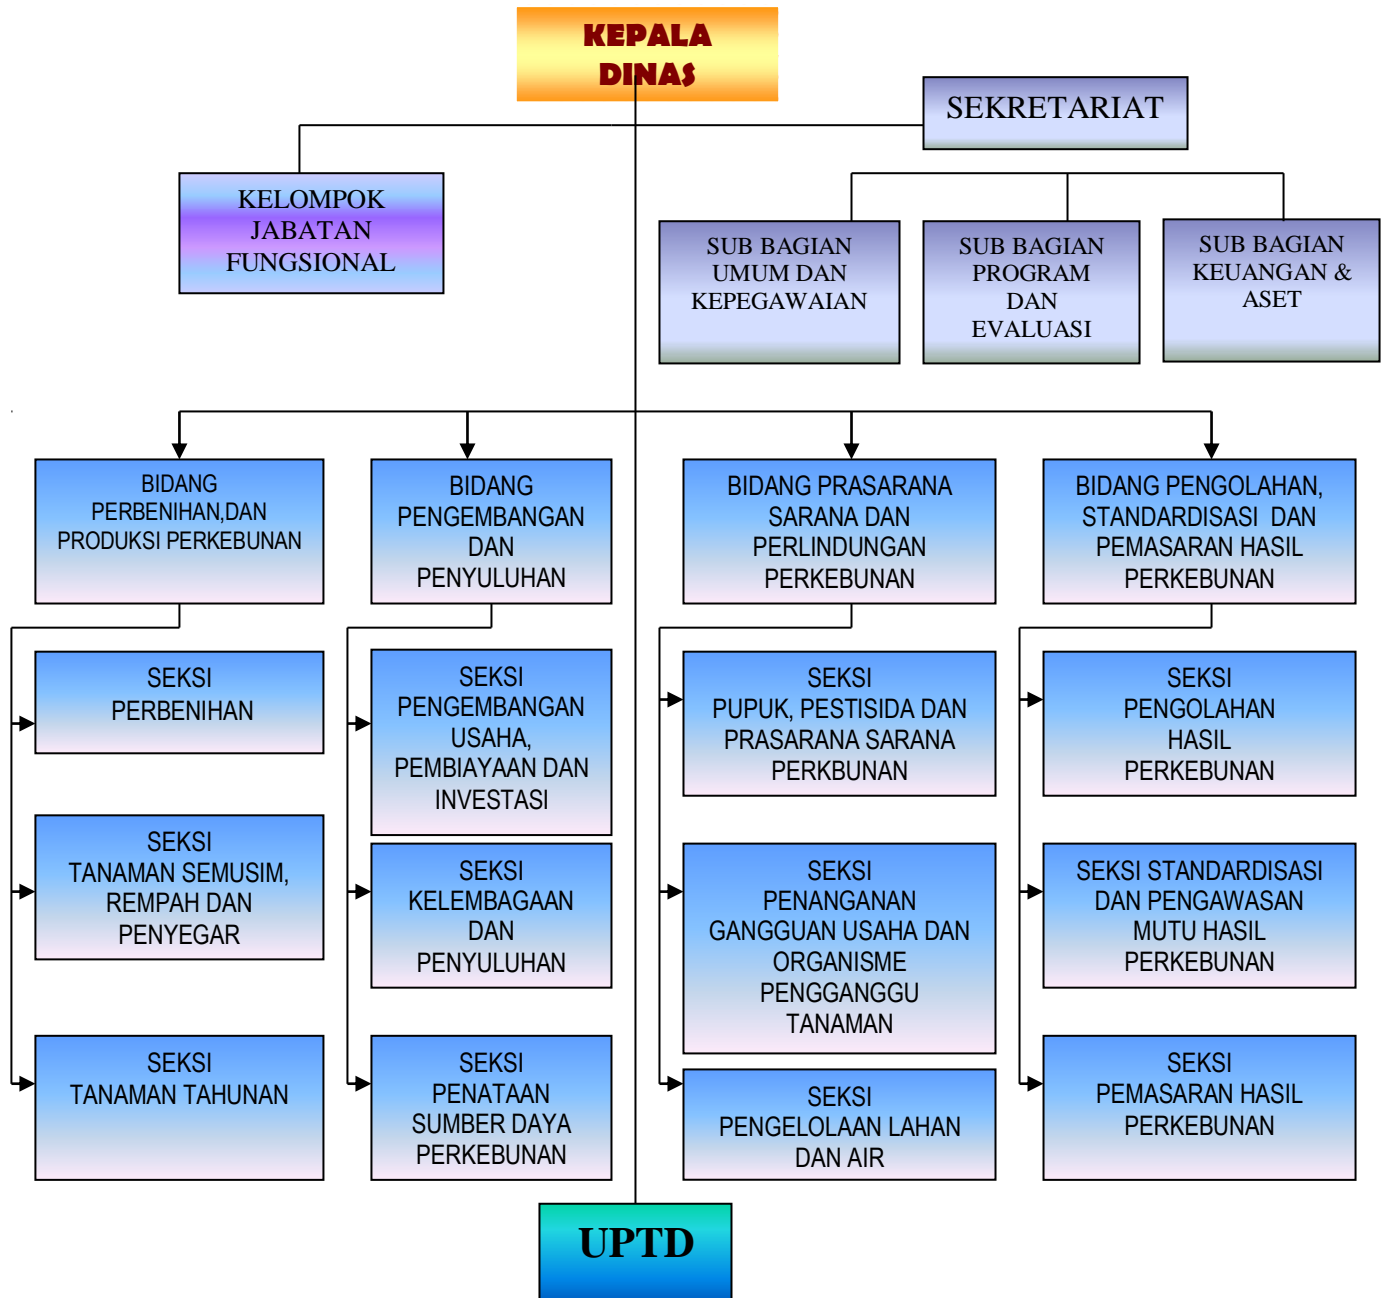 KEPALA
DINAS
SEKRETARIAT
KELOMPOK
JABATAN
FUNGSIONAL
SUB BAGIAN
UMUM DAN
KEPEGAWAIAN
SUB BAGIAN
PROGRAM
DAN
EVALUASI
SUB BAGIAN
KEUANGAN &
ASET
BIDANG
PERBENIHAN,DAN
PRODUKSI PERKEBUNAN
BIDANG
PENGEMBANGAN
DAN
PENYULUHAN
BIDANG PRASARANA
SARANA DAN
PERLINDUNGAN
PERKEBUNAN
BIDANG PENGOLAHAN,
STANDARDISASI DAN
PEMASARAN HASIL
PERKEBUNAN
SEKSI
PERBENIHAN
SEKSI
TANAMAN SEMUSIM,
REMPAH DAN
PENYEGAR
SEKSI
TANAMAN TAHUNAN
SEKSI
PENGEMBANGAN
USAHA,
PEMBIAYAAN DAN
INVESTASI
SEKSI
KELEMBAGAAN
DAN
PENYULUHAN
SEKSI
PENATAAN
SUMBER DAYA
PERKEBUNAN
SEKSI
PUPUK, PESTISIDA DAN
PRASARANA SARANA
PERKBUNAN
SEKSI
PENANGANAN
GANGGUAN USAHA DAN
ORGANISME
PENGGANGGU
TANAMAN
SEKSI
PENGELOLAAN LAHAN
DAN AIR
SEKSI
PENGOLAHAN
HASIL
PERKEBUNAN
SEKSI STANDARDISASI
DAN PENGAWASAN
MUTU HASIL
PERKEBUNAN
SEKSI
PEMASARAN HASIL
PERKEBUNAN
UPTD